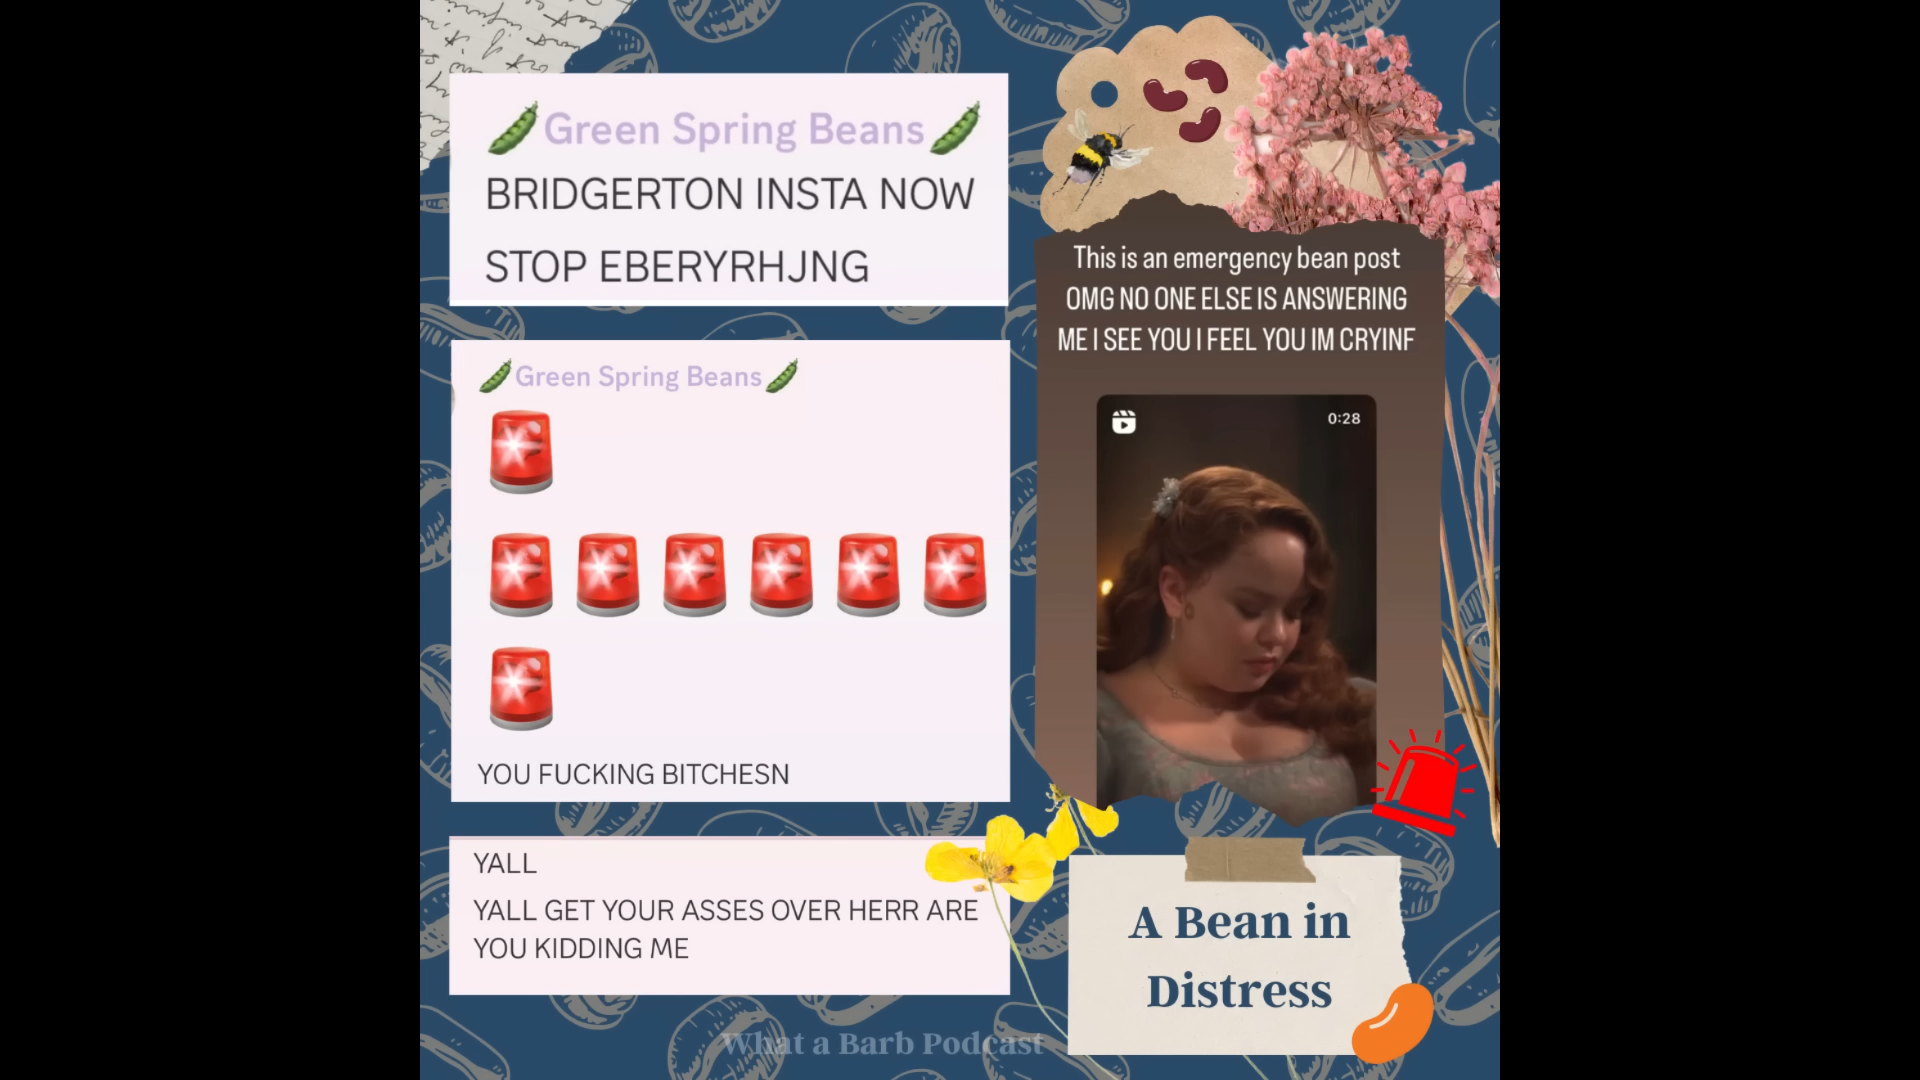 🫛Green Spring Beans🫛
BRIDGERTON INSTA NOW
STOP EBERYRHJNG
🫛Green Spring Beans🫛
🚨
🚨🚨🚨🚨🚨🚨
🚨
YOU FUCKING BITCHESN
YALL
YALL GET YOUR ASSES OVER HERR ARE
YOU KIDDING ME
This is an emergency bean post
OMG NO ONE ELSE IS ANSWERING
ME I SEE YOU I FEEL YOU IM CRYINF
0:28
A Bean in
Distress
What a Barb Podcast